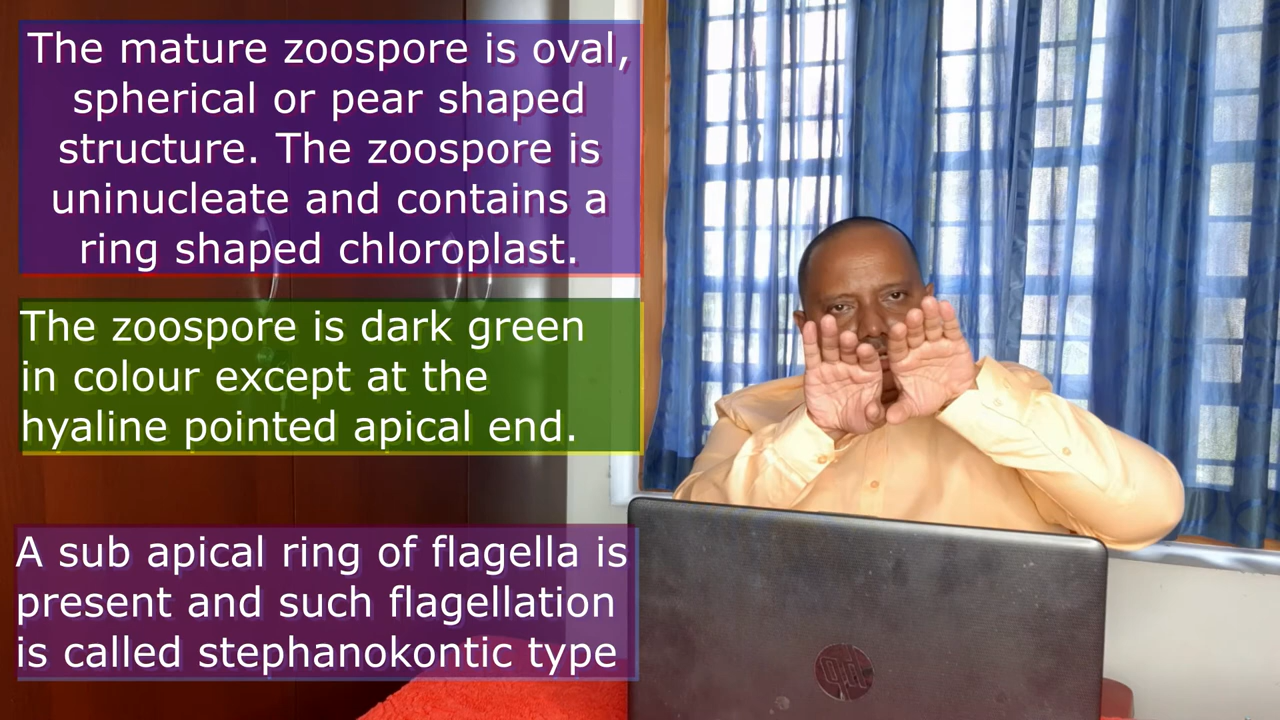 The mature zoospore is oval,
spherical or pear shaped
structure. The zoospore is
uninucleate and contains a
ring shaped chloroplast.
The zoospore is dark green
in colour except at the
hyaline pointed apical end.
A sub apical ring of flagella is
present and such flagellation
is called stephanokontic type
hp